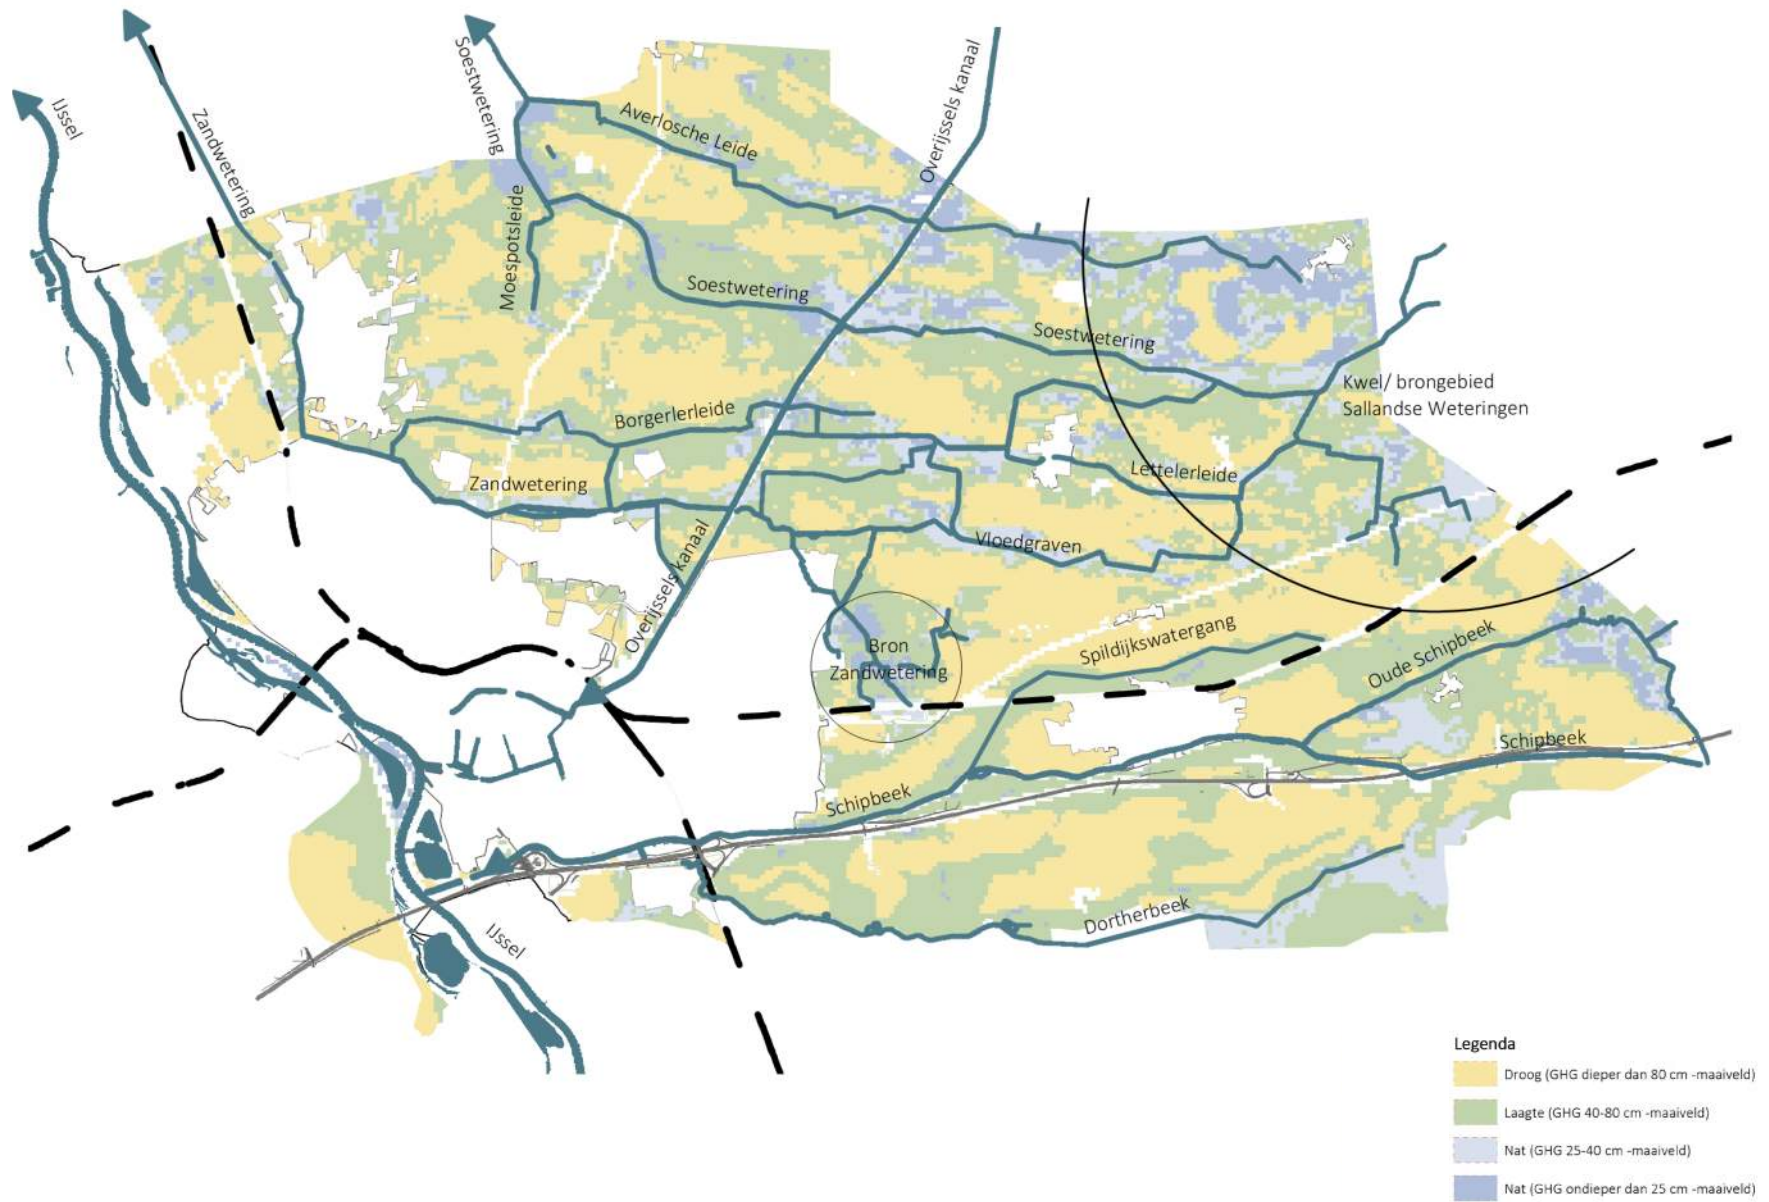 IJssel
Zandwetering
Soestwetering
Overijssels kanaal
Averlosche Leide
Moespotsleide
Soestwetering
Soestwetering
Kwel/ brongebied
Sallandse Weteringen
Borgerlerleide
Zandwetering
Lettelerleide
Vloedgraven
Overijssels kanaal
Bron
Zandwetering
Spildijkswatergang
Oude Schipbeek
Schipbeek
Schipbeek
Dortherbeek
IJssel
Legenda
Droog (GHG dieper dan 80 cm -maaiveld)
Laagte (GHG 40-80 cm -maaiveld)
Nat (GHG 25-40 cm -maaiveld)
Nat (GHG ondieper dan 25 cm -maaiveld)